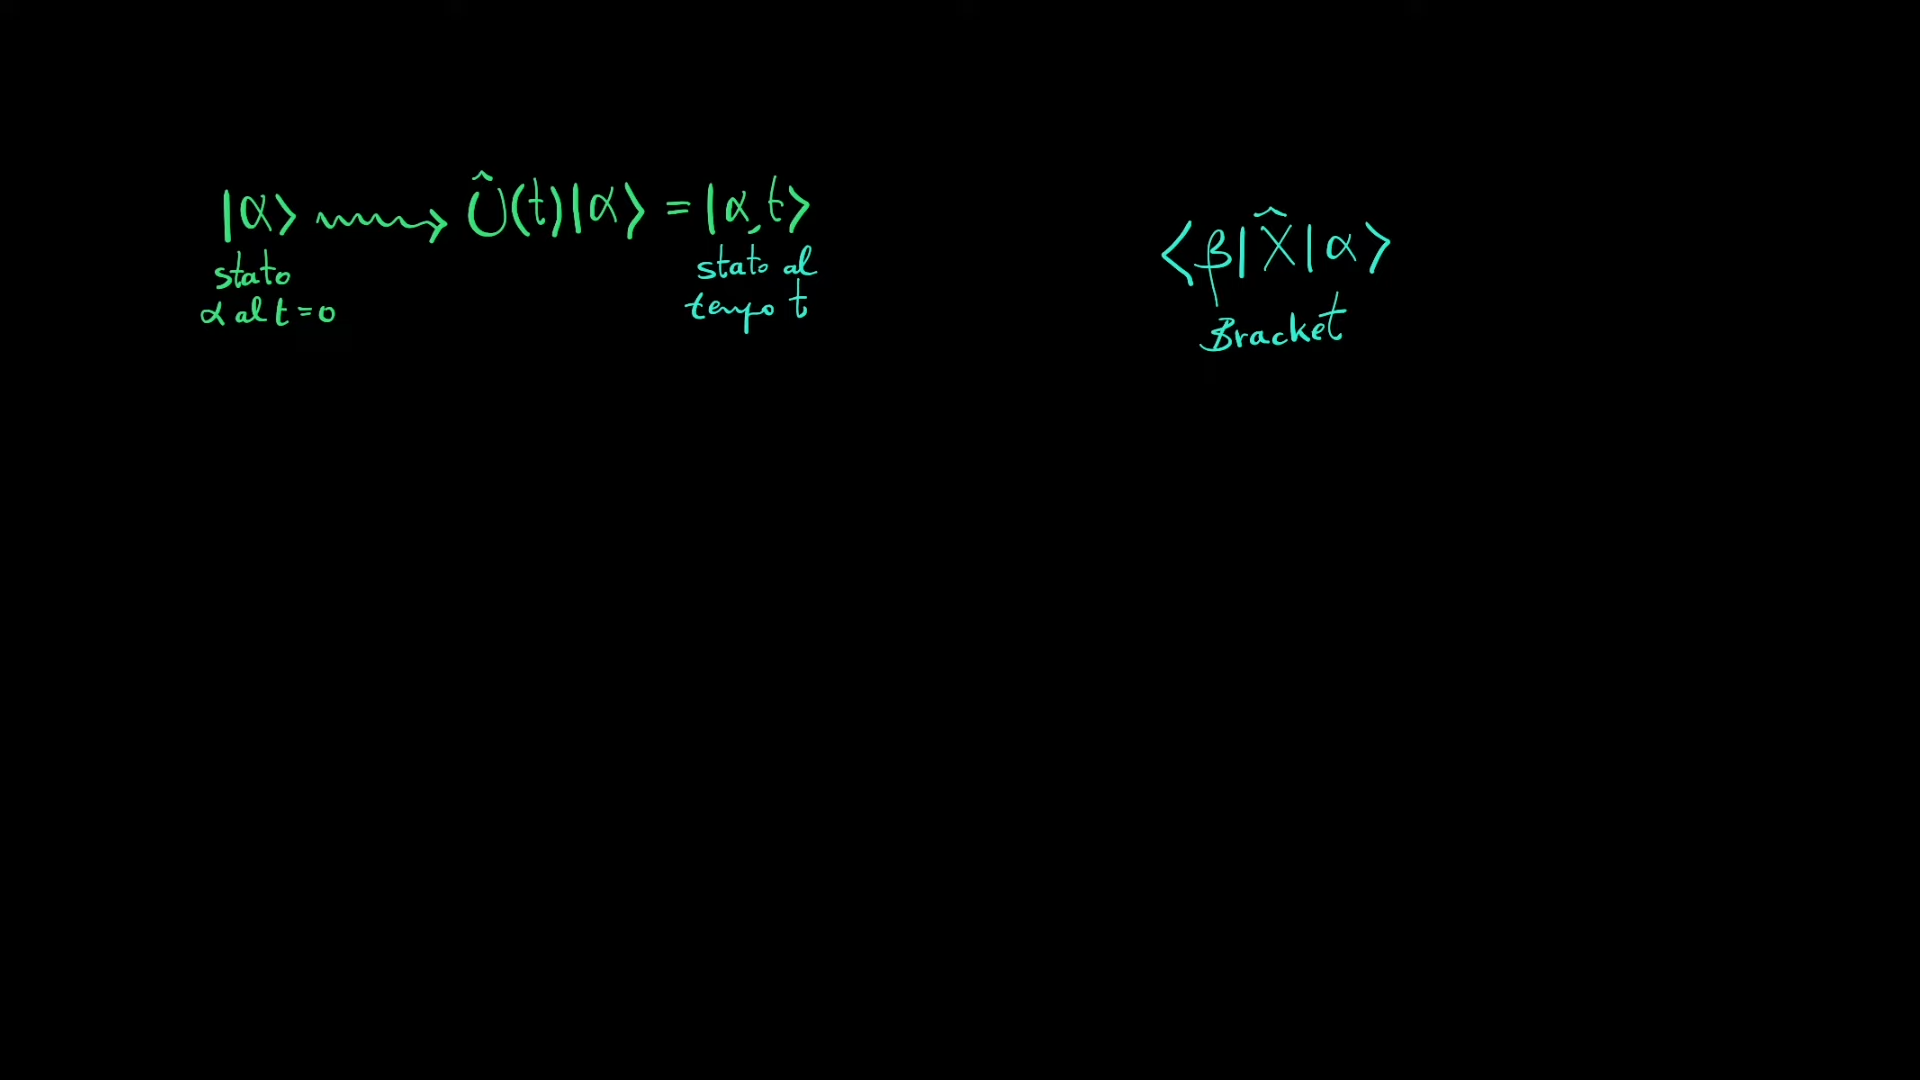 |α⟩ ⟿ Û(t)|α⟩ = |α,t⟩
stato
α al t = 0
stato al
tempo t
⟨β|X̂|α⟩
Bracket